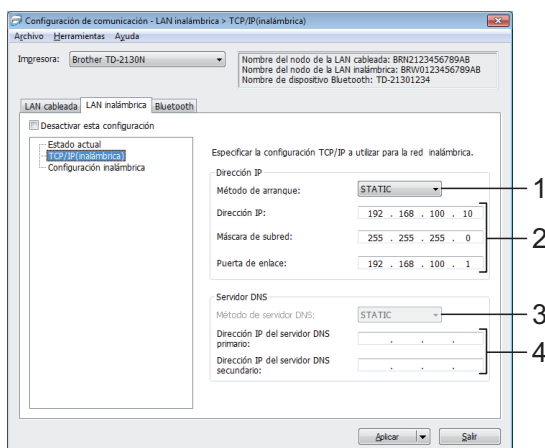 Configuración de comunicación - LAN inalámbrica > TCP/IP(inalámbrica)
Archivo Herramientas Ayuda
Impresora: Brother TD-2130N
Nombre del nodo de la LAN cableada: BRN2123456789AB
Nombre del nodo de la LAN inalámbrica: BRW0123456789AB
Nombre de dispositivo Bluetooth: TD-21301234
LAN cableada LAN inalámbrica Bluetooth
Desactivar esta configuración
Estado actual
TCP/IP(inalámbrica)
Configuración inalámbrica
Especificar la configuración TCP/IP a utilizar para la red inalámbrica.
Dirección IP
Método de arranque: STATIC 1
Dirección IP: 192 . 168 . 100 . 10
Máscara de subred: 255 . 255 . 255 . 0 2
Puerta de enlace: 192 . 168 . 100 . 1
Servidor DNS
Método de servidor DNS: STATIC 3
Dirección IP del servidor DNS
primario: . . .
4
Dirección IP del servidor DNS
secundario: . . .
Aplicar Salir